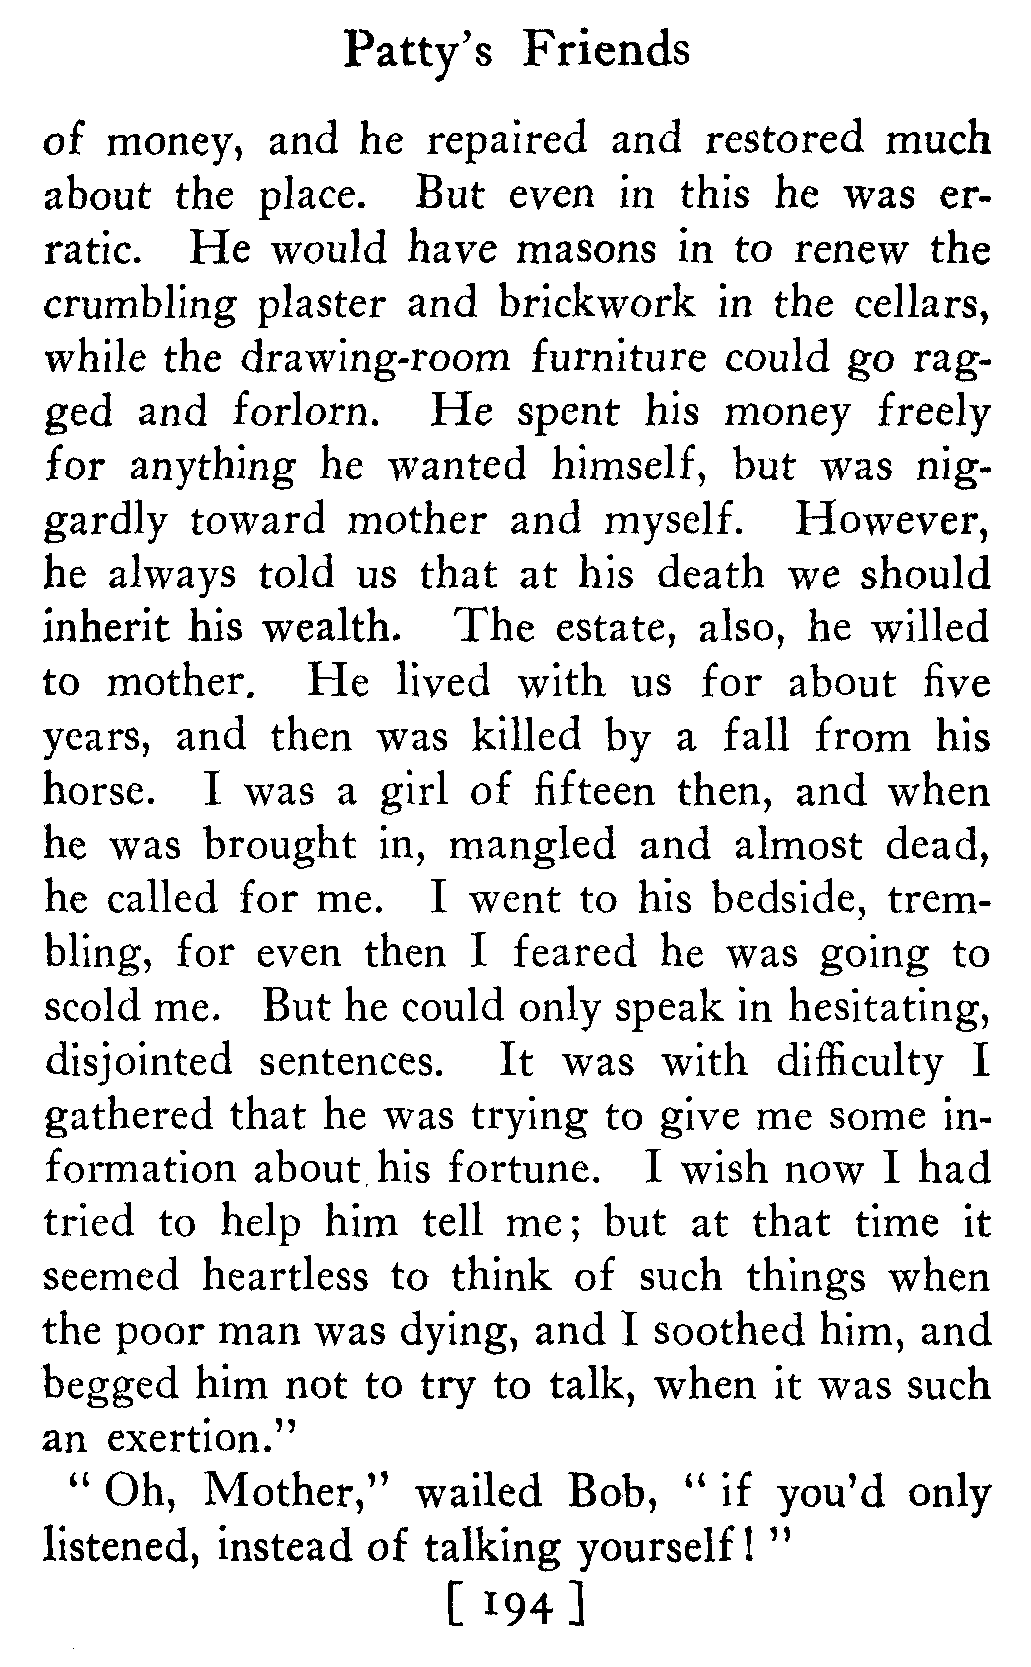 Patty's Friends
of money, and he repaired and restored much
about the place. But even in this he was er-
ratic. He would have masons in to renew the
crumbling plaster and brickwork in the cellars,
while the drawing-room furniture could go rag-
ged and forlorn. He spent his money freely
for anything he wanted himself, but was nig-
gardly toward mother and myself. However,
he always told us that at his death we should
inherit his wealth. The estate, also, he willed
to mother. He lived with us for about five
years, and then was killed by a fall from his
horse. I was a girl of fifteen then, and when
he was brought in, mangled and almost dead,
he called for me. I went to his bedside, trem-
bling, for even then I feared he was going to
scold me. But he could only speak in hesitating,
disjointed sentences. It was with difficulty I
gathered that he was trying to give me some in-
formation about his fortune. I wish now I had
tried to help him tell me; but at that time it
seemed heartless to think of such things when
the poor man was dying, and I soothed him, and
begged him not to try to talk, when it was such
an exertion."
" Oh, Mother," wailed Bob, " if you'd only
listened, instead of talking yourself! "
[ 194 ]